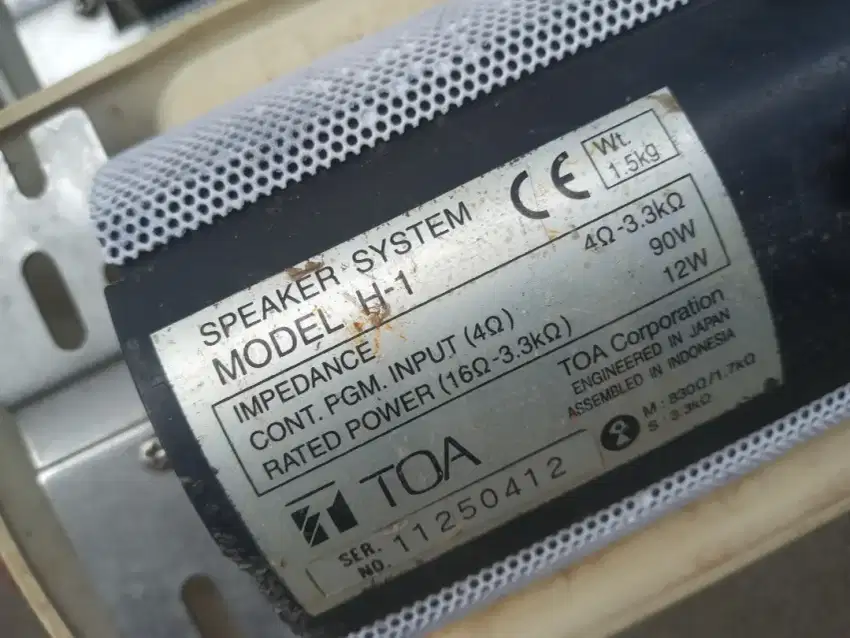 SPEAKER SYSTEM
MODEL H-1
CE
Wt.
1.5kg
IMPEDANCE 4Ω-3.3kΩ
CONT. PGM. INPUT (4Ω) 90W
RATED POWER (16Ω-3.3kΩ) 12W
TOA Corporation
ENGINEERED IN JAPAN
ASSEMBLED IN INDONESIA
TOA
M : 830Ω/1.7kΩ
S : 3.3kΩ
SER. NO. 11250412